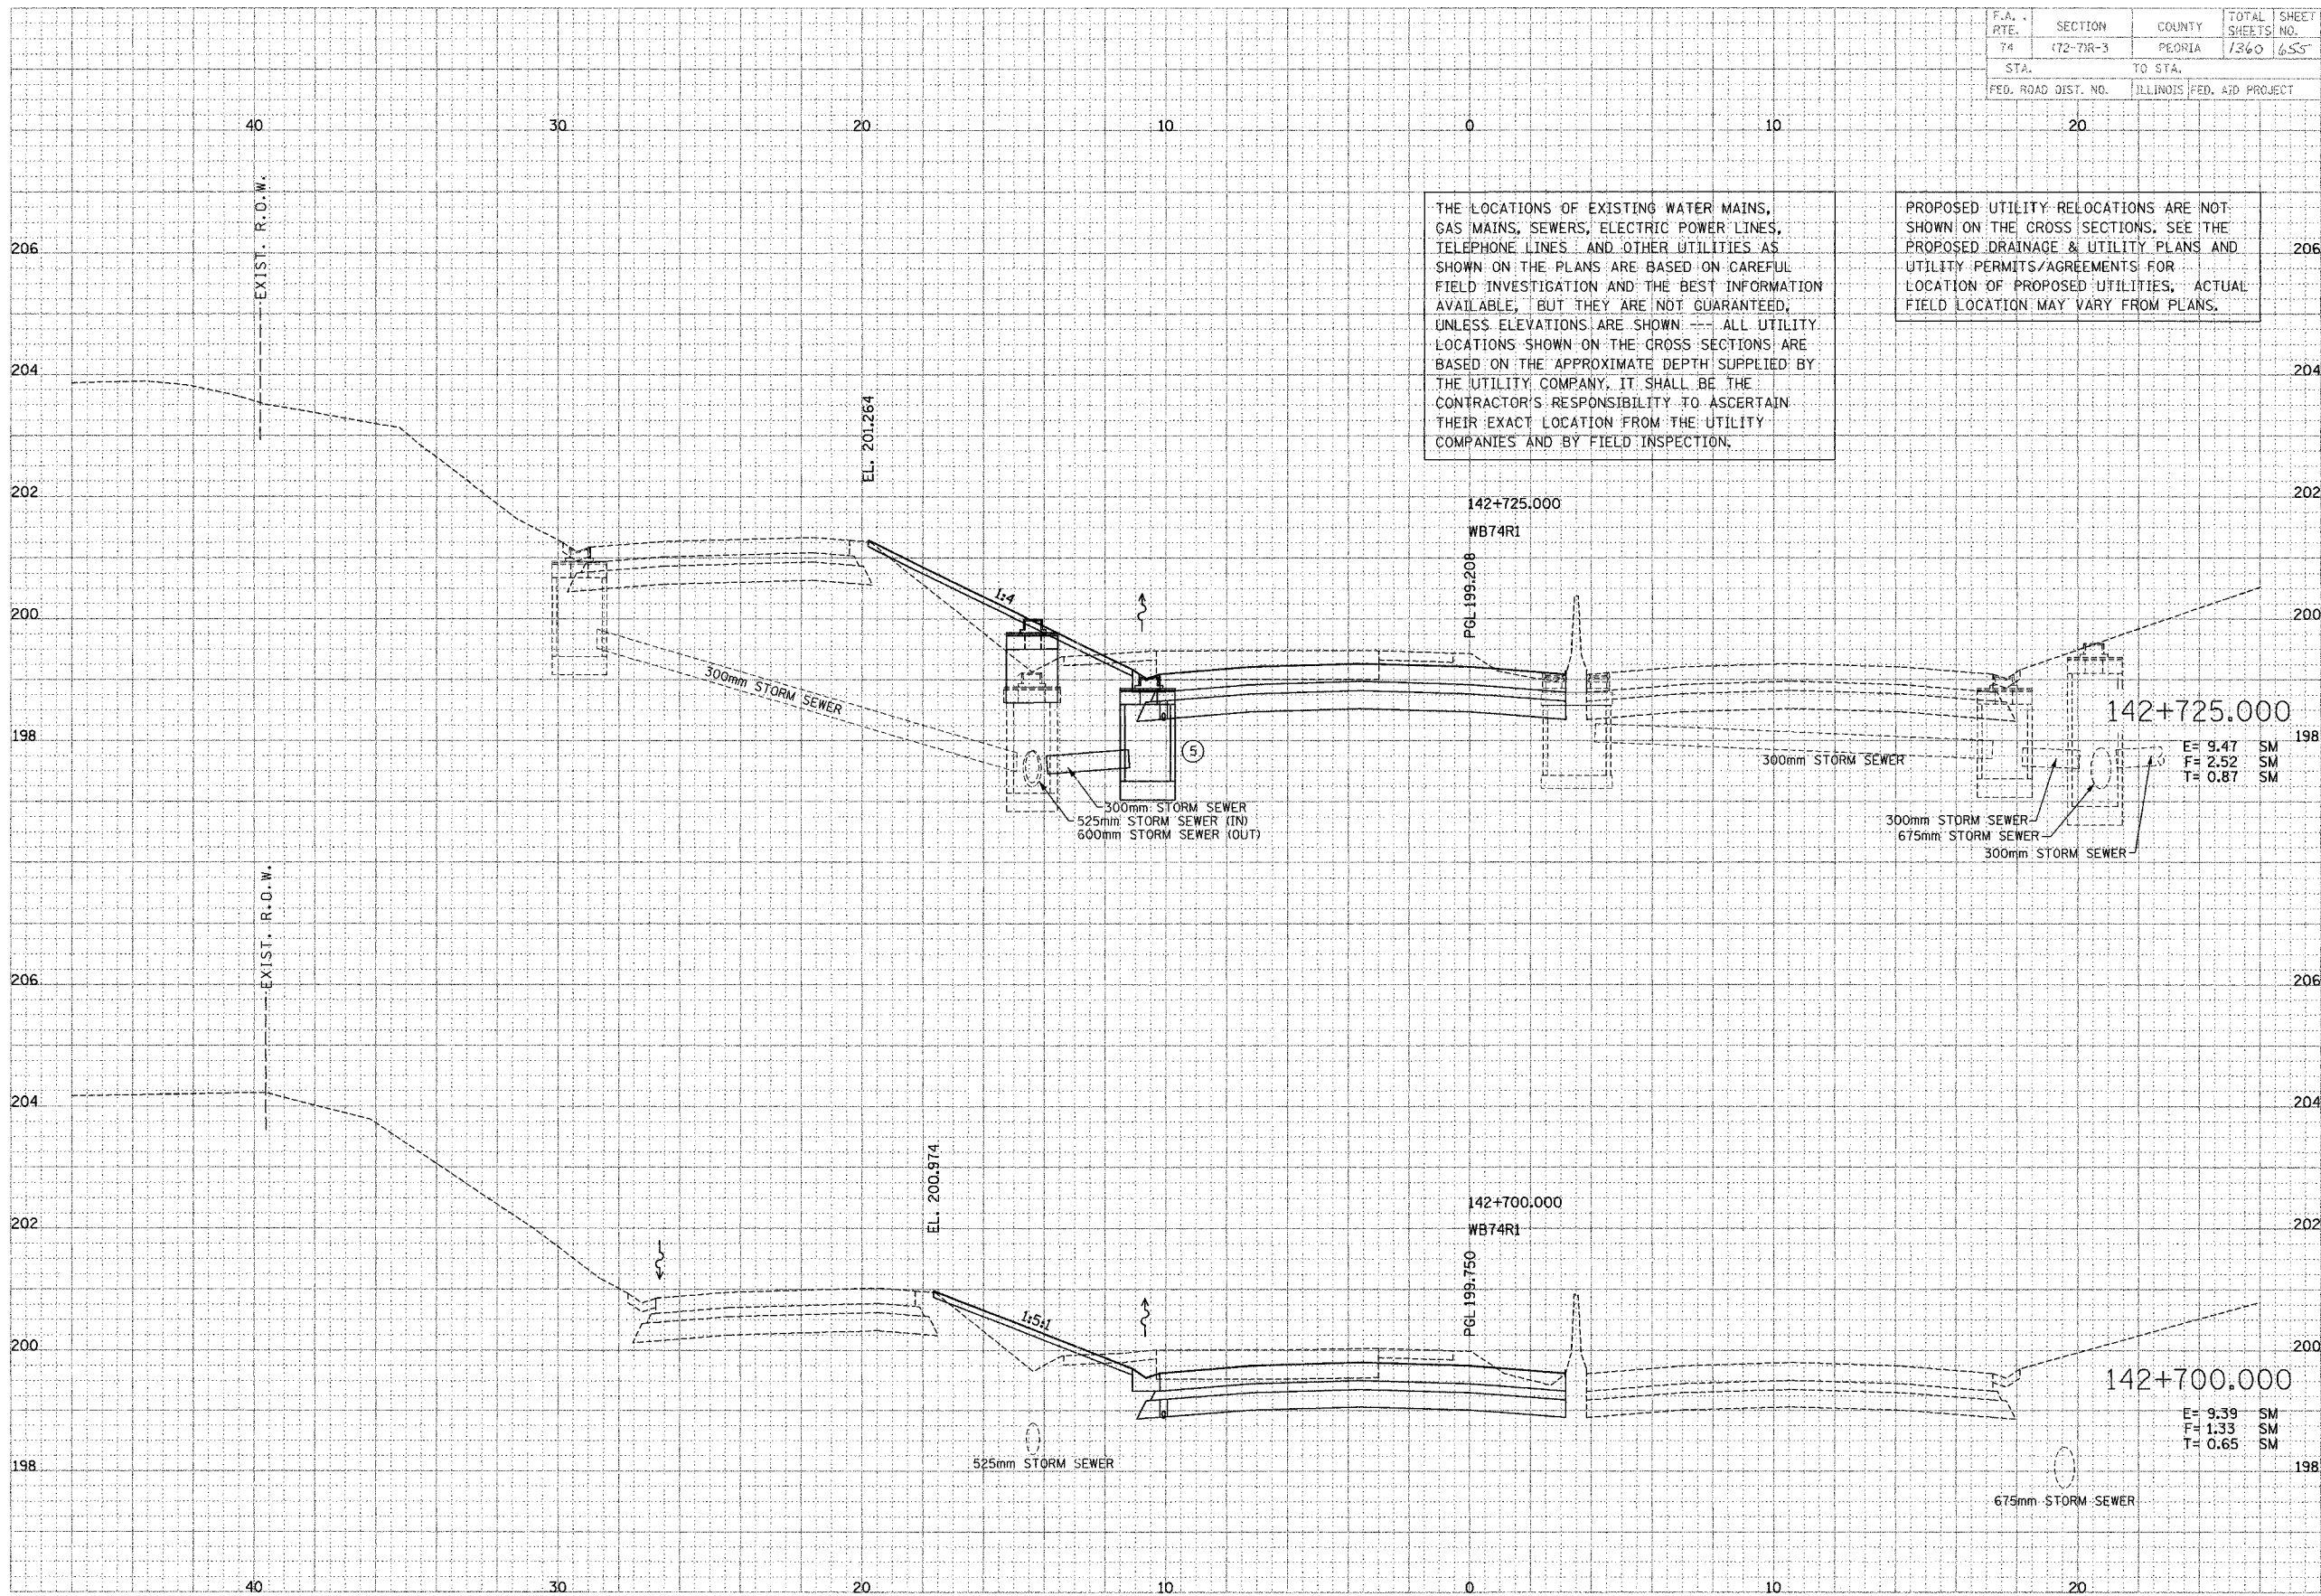 F.A. RTE. SECTION COUNTY TOTAL SHEETS SHEET NO.
74 (72-7)R-3 PEORIA 1360 655
STA. TO STA.
FED. ROAD DIST. NO. ILLINOIS FED. AID PROJECT
40 30 20 10 0 10 20
EXIST. R.O.W.
THE LOCATIONS OF EXISTING WATER MAINS,
GAS MAINS, SEWERS, ELECTRIC POWER LINES,
TELEPHONE LINES AND OTHER UTILITIES AS
SHOWN ON THE PLANS ARE BASED ON CAREFUL
FIELD INVESTIGATION AND THE BEST INFORMATION
AVAILABLE, BUT THEY ARE NOT GUARANTEED,
UNLESS ELEVATIONS ARE SHOWN --- ALL UTILITY
LOCATIONS SHOWN ON THE CROSS SECTIONS ARE
BASED ON THE APPROXIMATE DEPTH SUPPLIED BY
THE UTILITY COMPANY. IT SHALL BE THE
CONTRACTOR'S RESPONSIBILITY TO ASCERTAIN
THEIR EXACT LOCATION FROM THE UTILITY
COMPANIES AND BY FIELD INSPECTION.
PROPOSED UTILITY RELOCATIONS ARE NOT
SHOWN ON THE CROSS SECTIONS. SEE THE
PROPOSED DRAINAGE & UTILITY PLANS AND
UTILITY PERMITS/AGREEMENTS FOR
LOCATION OF PROPOSED UTILITIES. ACTUAL
FIELD LOCATION MAY VARY FROM PLANS.
206 206
204 204
EL. 201.264
202 202
142+725.000
WB74R1
PGL 199.208
1:4
200 200
300mm STORM SEWER
142+725.000
198 198
5
E= 9.47 SM
F= 2.52 SM
T= 0.87 SM
300mm STORM SEWER
300mm STORM SEWER
525mm STORM SEWER (IN)
600mm STORM SEWER (OUT)
300mm STORM SEWER
675mm STORM SEWER
300mm STORM SEWER
EXIST. R.O.W.
206 206
204 204
EL. 200.974
142+700.000
202 202
WB74R1
PGL 199.750
1:5:1
200 200
142+700.000
E= 9.39 SM
F= 1.33 SM
T= 0.65 SM
525mm STORM SEWER
198 198
675mm STORM SEWER
40 30 20 10 0 10 20